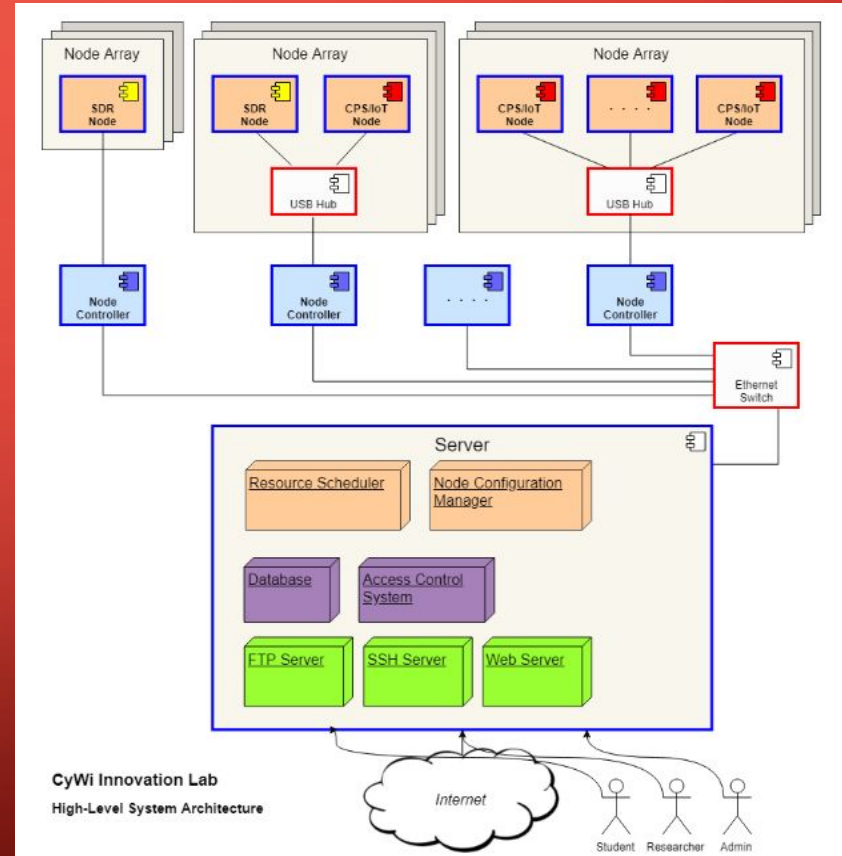 Node Array
Node Array
Node Array
SDR
Node
SDR
Node
CPS/IoT
Node
CPS/IoT
Node
. . . .
CPS/IoT
Node
USB Hub
USB Hub
Node
Controller
Node
Controller
. . . .
Node
Controller
Ethernet
Switch
Server
Resource Scheduler
Node Configuration
Manager
Database
Access Control
System
FTP Server
SSH Server
Web Server
CyWi Innovation Lab
High-Level System Architecture
Internet
Student
Researcher
Admin